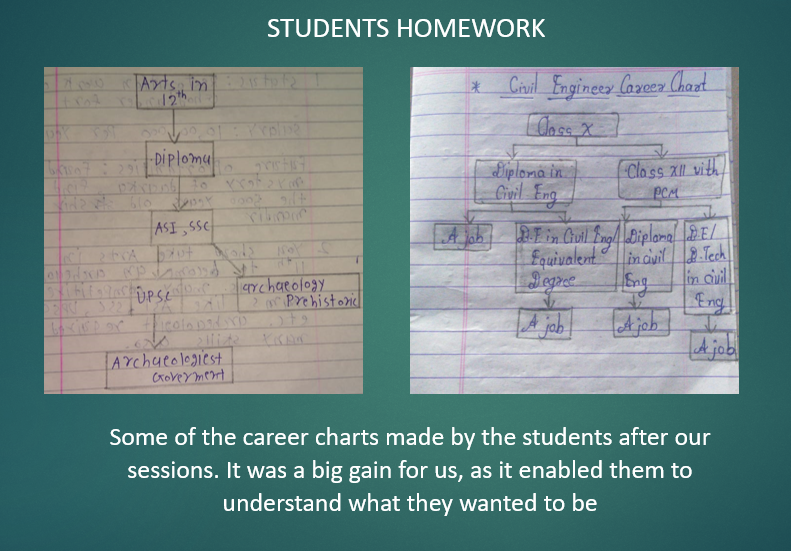 STUDENTS HOMEWORK
Arts in
12th
Diploma
ASI, SSC
UPSC
archaeology
Prehistoric
Archaeologiest
Goverment
* Civil Engineer Career Chart
Class X
Diploma in
Civil Eng
Class XII with
PCM
A job
B.E in Civil Eng/
Equivalent
Degree
Diploma
in civil
Eng
B.E/
B.Tech
in civil
Eng
A job
A job
A job
Some of the career charts made by the students after our
sessions. It was a big gain for us, as it enabled them to
understand what they wanted to be